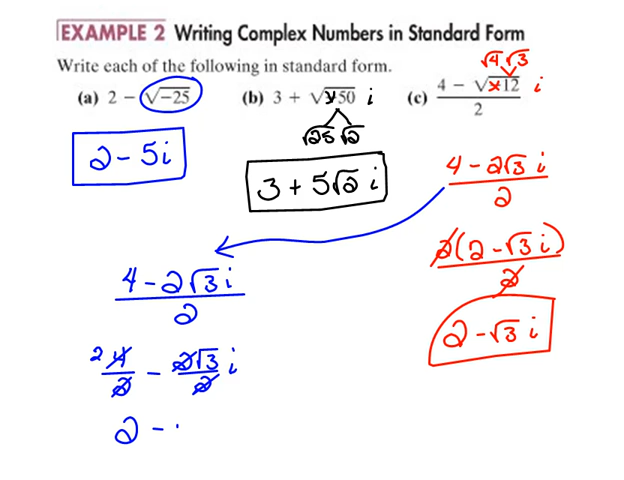 EXAMPLE 2 Writing Complex Numbers in Standard Form
Write each of the following in standard form.
(a) 2 − √−25 (b) 3 + √−50 i (c) (4 − √−12 i)/2
√4 √3
√25 √2
2 − 5i
3 + 5√2 i
(4 − 2√3 i)/2
2(2 − √3 i)/2
2 − √3 i
(4 − 2√3 i)/2
2 4/2 − 2√3/2 i
2 −